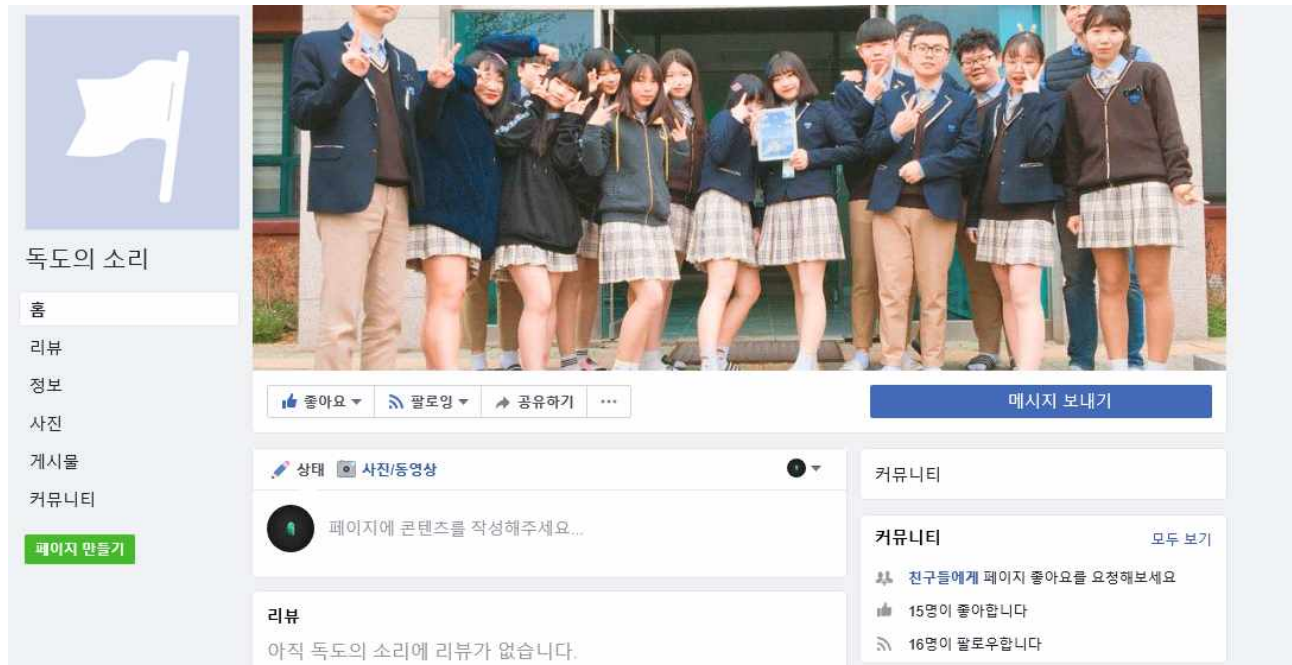 독도의 소리
홈
리뷰
정보
사진
게시물
커뮤니티
페이지 만들기
좋아요 팔로잉 공유하기 ...
메시지 보내기
상태 사진/동영상
페이지에 콘텐츠를 작성해주세요...
리뷰
아직 독도의 소리에 리뷰가 없습니다.
커뮤니티
커뮤니티 모두 보기
친구들에게 페이지 좋아요를 요청해보세요
15명이 좋아합니다
16명이 팔로우합니다